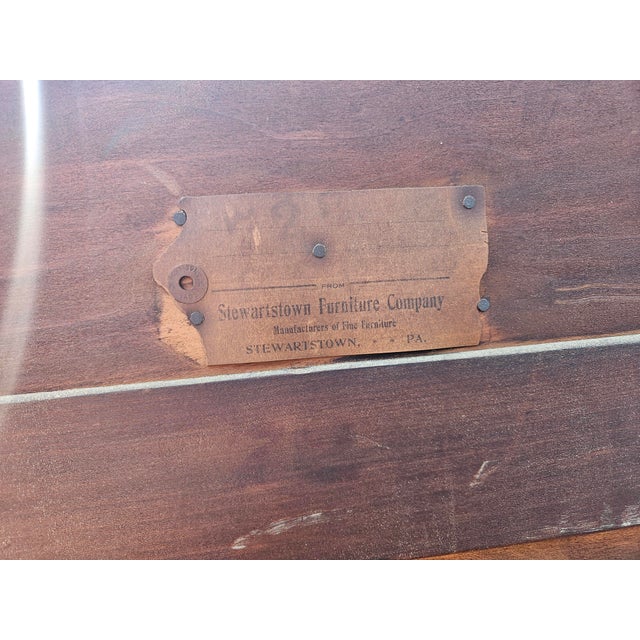 FROM
Stewartstown Furniture Company
Manufacturers of Fine Furniture
STEWARTSTOWN, • • PA.